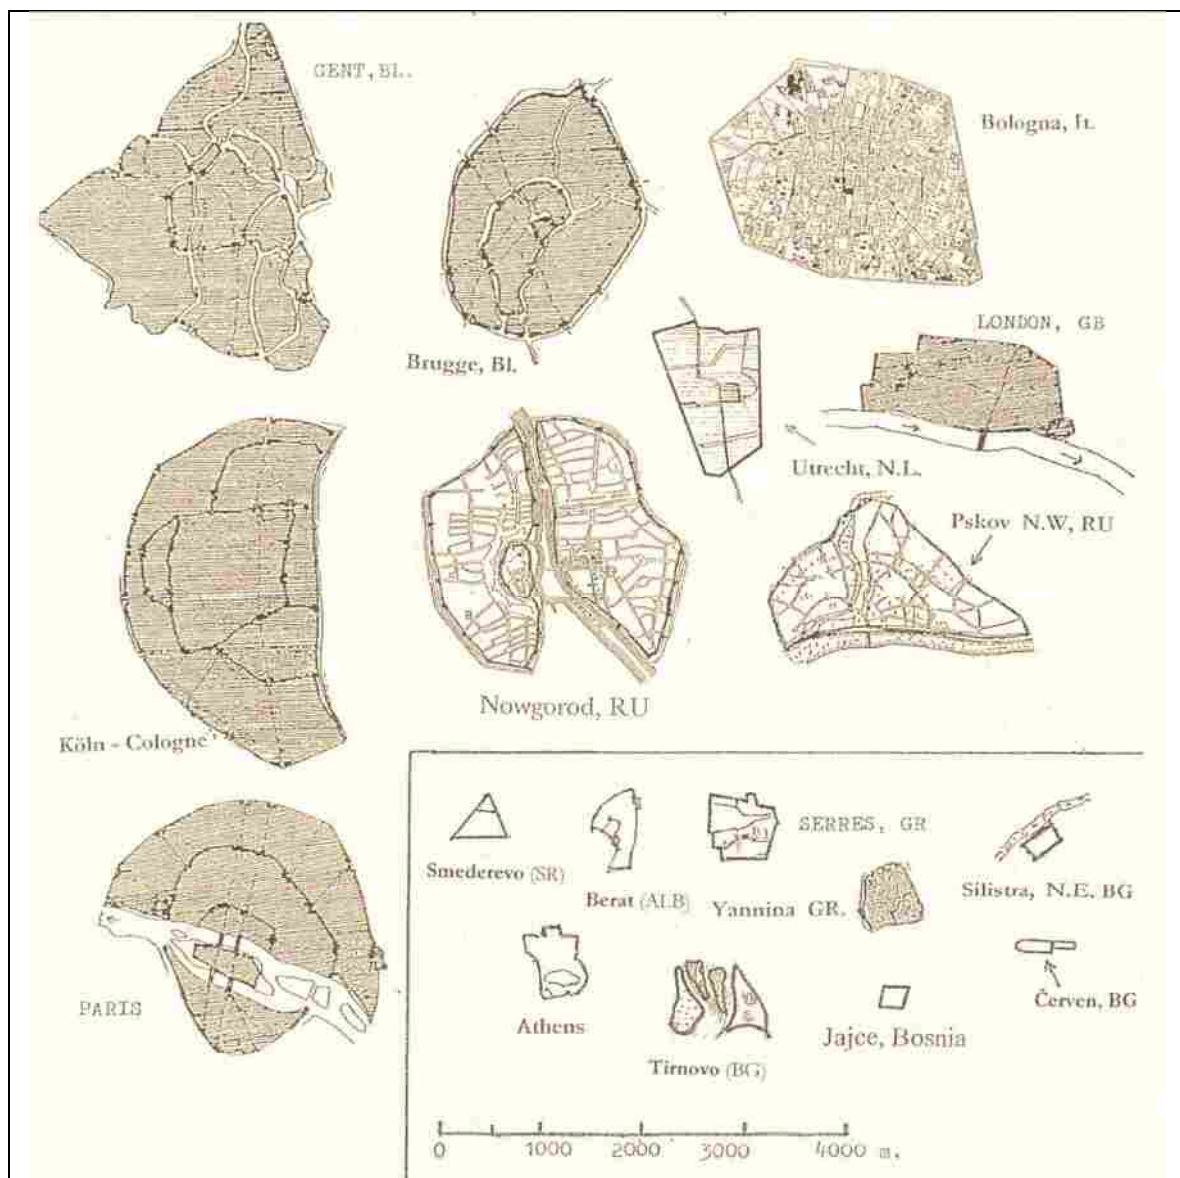 GENT, BL.
Brugge, Bl.
Bologna, It.
LONDON, GB
Utrecht, N.L.
Pskov N.W, RU
Nowgorod, RU
Köln - Cologne
PARIS
Smederevo (SR)
Berat (ALB)
SERRES, GR
Yannina GR.
Silistra, N.E. BG
Athens
Tirnovo (BG)
Jajce, Bosnia
Červen, BG
0 1000 2000 3000 4000 m.